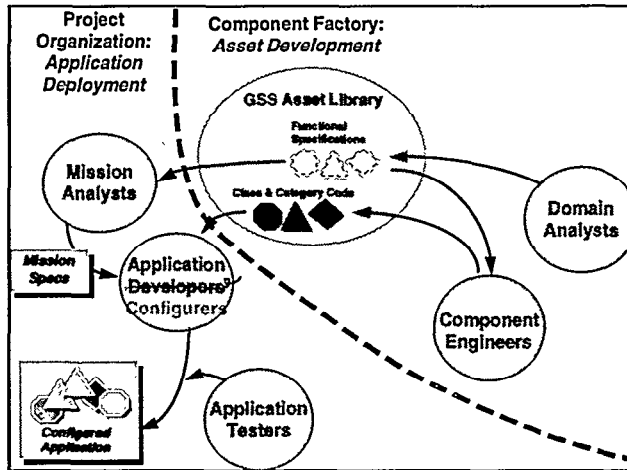 Project
Organization:
Application
Deployment
Component Factory:
Asset Development
GSS Asset Library
Functional
Specifications
Class & Category Code
Mission
Analysts
Domain
Analysts
Mission
Specs
Application
Developers
Configurers
Component
Engineers
Application
Testers
Configured
Application